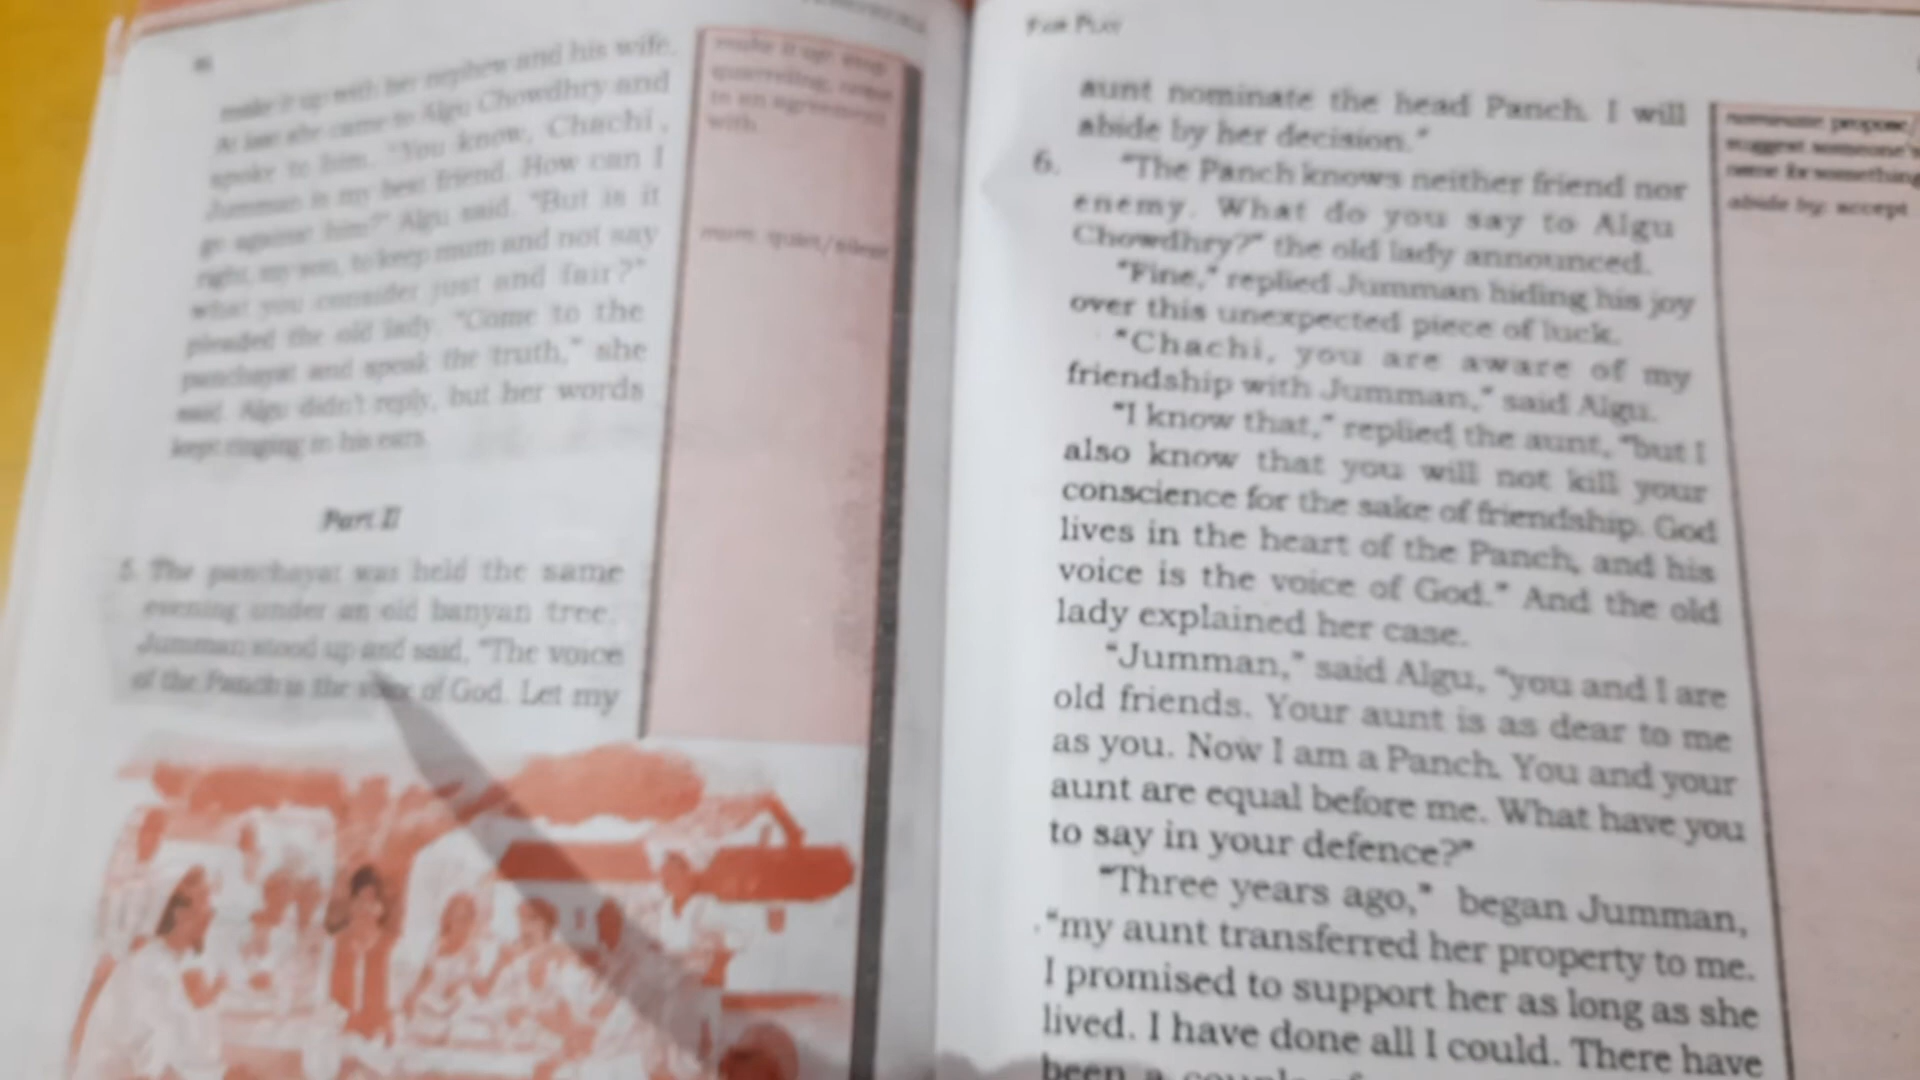 make it up with her nephew and his wife.
At last she came to Algu Chowdhry and
spoke to him. "You know, Chachi,
Jumman is my best friend. How can I
go against him?" Algu said. "But is it
right, my son, to keep mum and not say
what you consider just and fair?"
pleaded the old lady. "Come to the
panchayat and speak the truth," she
said. Algu didn't reply, but her words
kept ringing in his ears.
Part II
5. The panchayat was held the same
evening under an old banyan tree.
Jumman stood up and said, "The voice
of the Panch is the voice of God. Let my
make it up: stop
quarreling; come
to an agreement
with
mum: quiet/silent
FAIR PLAY
aunt nominate the head Panch. I will
abide by her decision."
6. "The Panch knows neither friend nor
enemy. What do you say to Algu
Chowdhry?" the old lady announced.
"Fine," replied Jumman hiding his joy
over this unexpected piece of luck.
"Chachi, you are aware of my
friendship with Jumman," said Algu.
"I know that," replied the aunt, "but I
also know that you will not kill your
conscience for the sake of friendship. God
lives in the heart of the Panch, and his
voice is the voice of God." And the old
lady explained her case.
"Jumman," said Algu, "you and I are
old friends. Your aunt is as dear to me
as you. Now I am a Panch. You and your
aunt are equal before me. What have you
to say in your defence?"
"Three years ago," began Jumman,
"my aunt transferred her property to me.
I promised to support her as long as she
lived. I have done all I could. There have
been a couple of
nominate: propose/
suggest someone's
name for something
abide by: accept